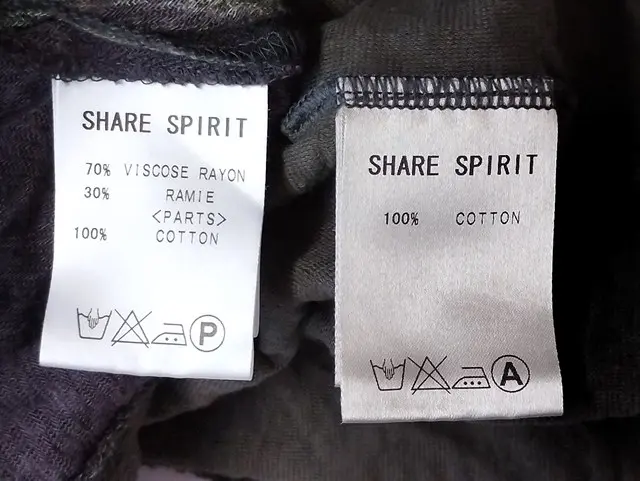 SHARE SPIRIT
70% VISCOSE RAYON
30% RAMIE
<PARTS>
100% COTTON
P
SHARE SPIRIT
100% COTTON
A